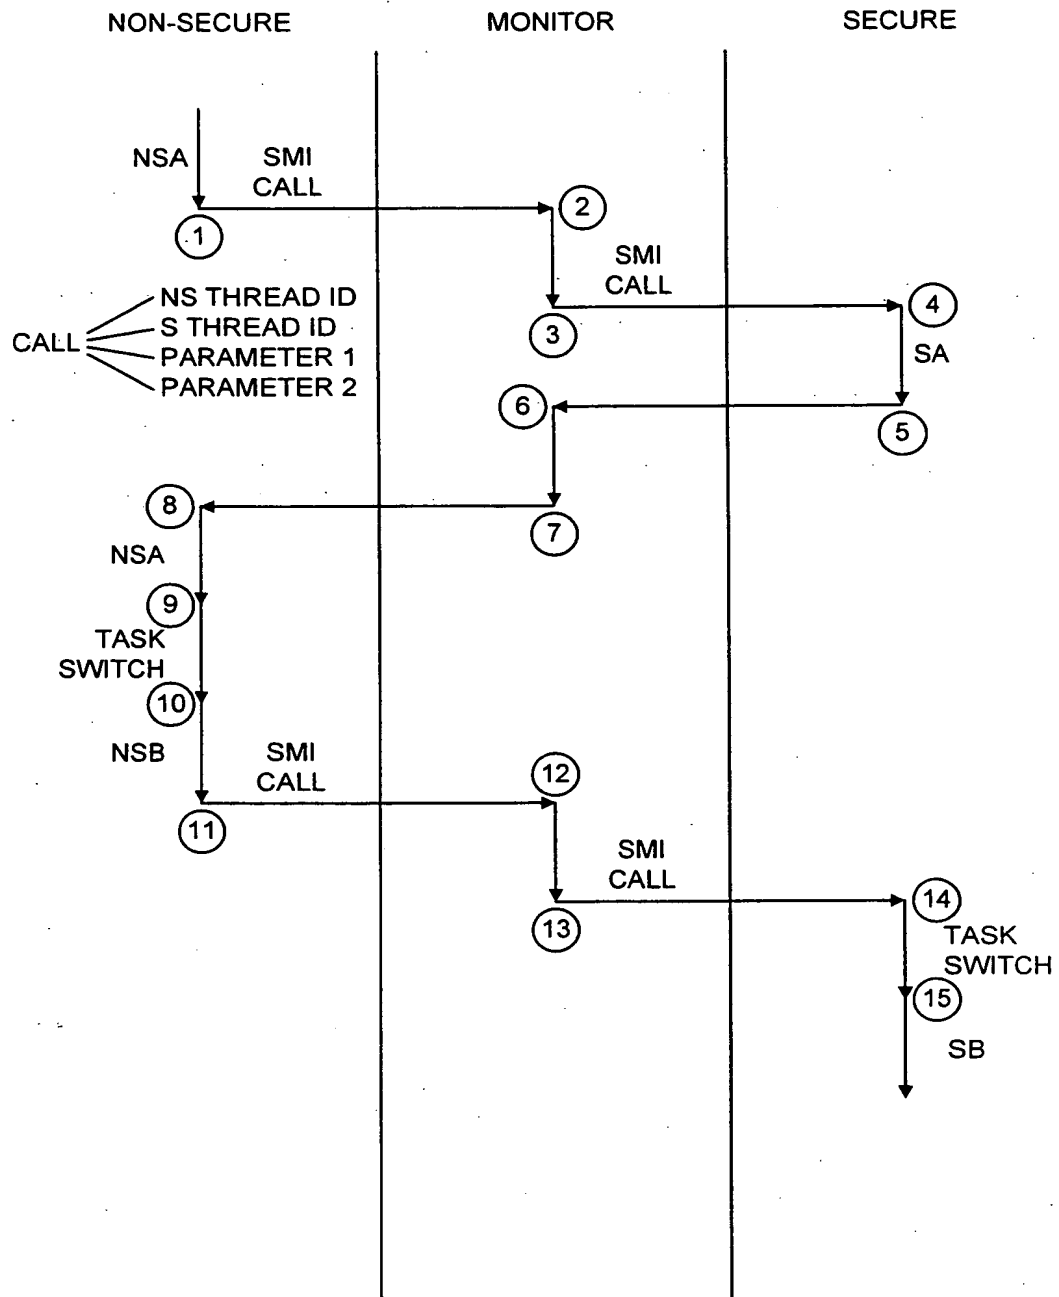 NON-SECURE
MONITOR
SECURE
NSA
SMI
CALL
1
2
SMI
CALL
3
4
SA
CALL
NS THREAD ID
S THREAD ID
PARAMETER 1
PARAMETER 2
6
5
8
7
NSA
9
TASK
SWITCH
10
NSB
SMI
CALL
11
12
SMI
CALL
13
14
TASK
SWITCH
15
SB